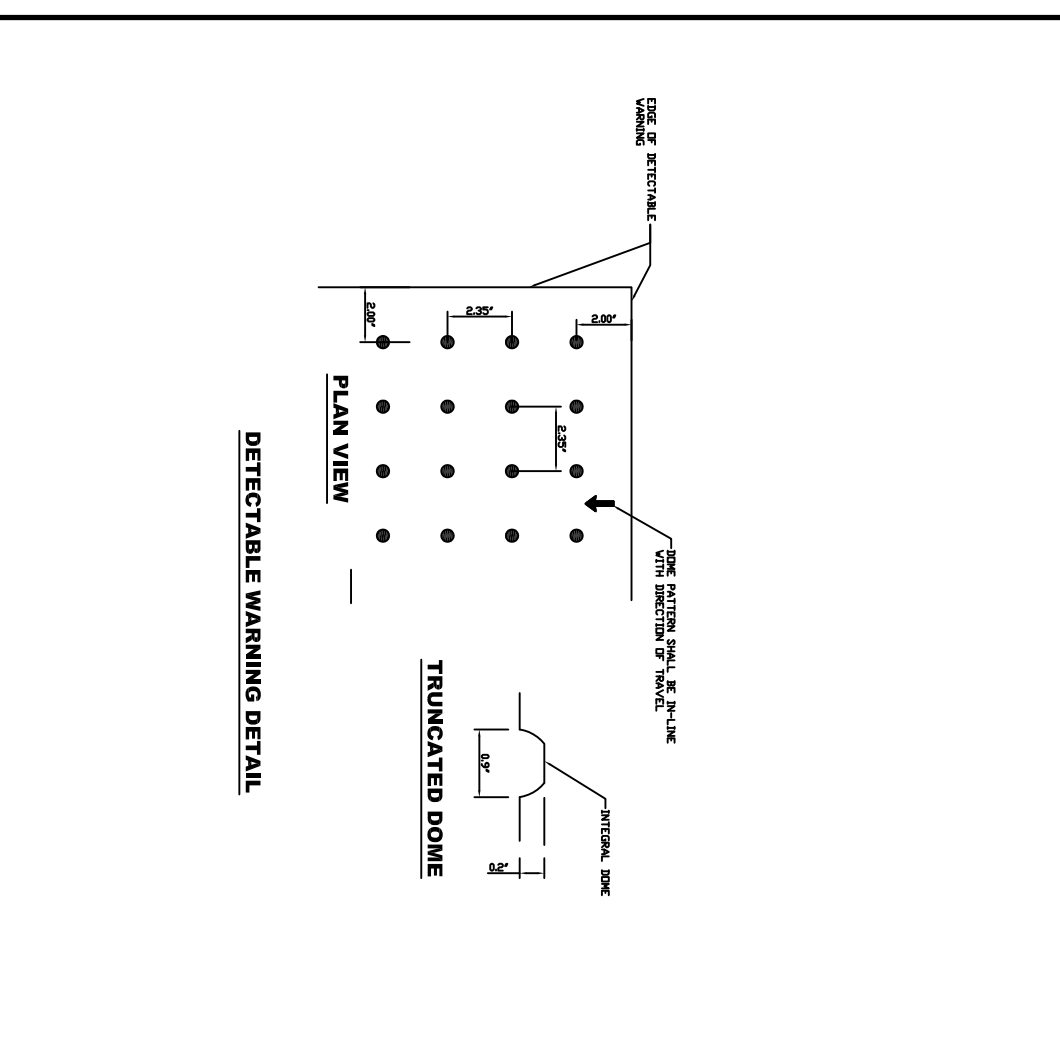 EDGE OF DETECTABLE
WARNING
2.00"
2.35"
2.00"
2.35"
DOME PATTERN SHALL BE IN-LINE
WITH DIRECTION OF TRAVEL
PLAN VIEW
INTEGRAL DOME
0.9"
0.2"
TRUNCATED DOME
DETECTABLE WARNING DETAIL